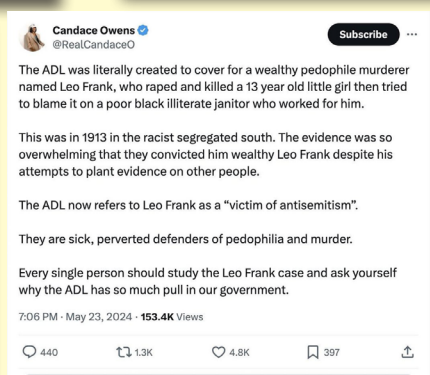 Candace Owens
@RealCandaceO
Subscribe
The ADL was literally created to cover for a wealthy pedophile murderer
named Leo Frank, who raped and killed a 13 year old little girl then tried
to blame it on a poor black illiterate janitor who worked for him.
This was in 1913 in the racist segregated south. The evidence was so
overwhelming that they convicted him wealthy Leo Frank despite his
attempts to plant evidence on other people.
The ADL now refers to Leo Frank as a “victim of antisemitism”.
They are sick, perverted defenders of pedophilia and murder.
Every single person should study the Leo Frank case and ask yourself
why the ADL has so much pull in our government.
7:06 PM · May 23, 2024 · 153.4K Views
440 1.3K 4.8K 397